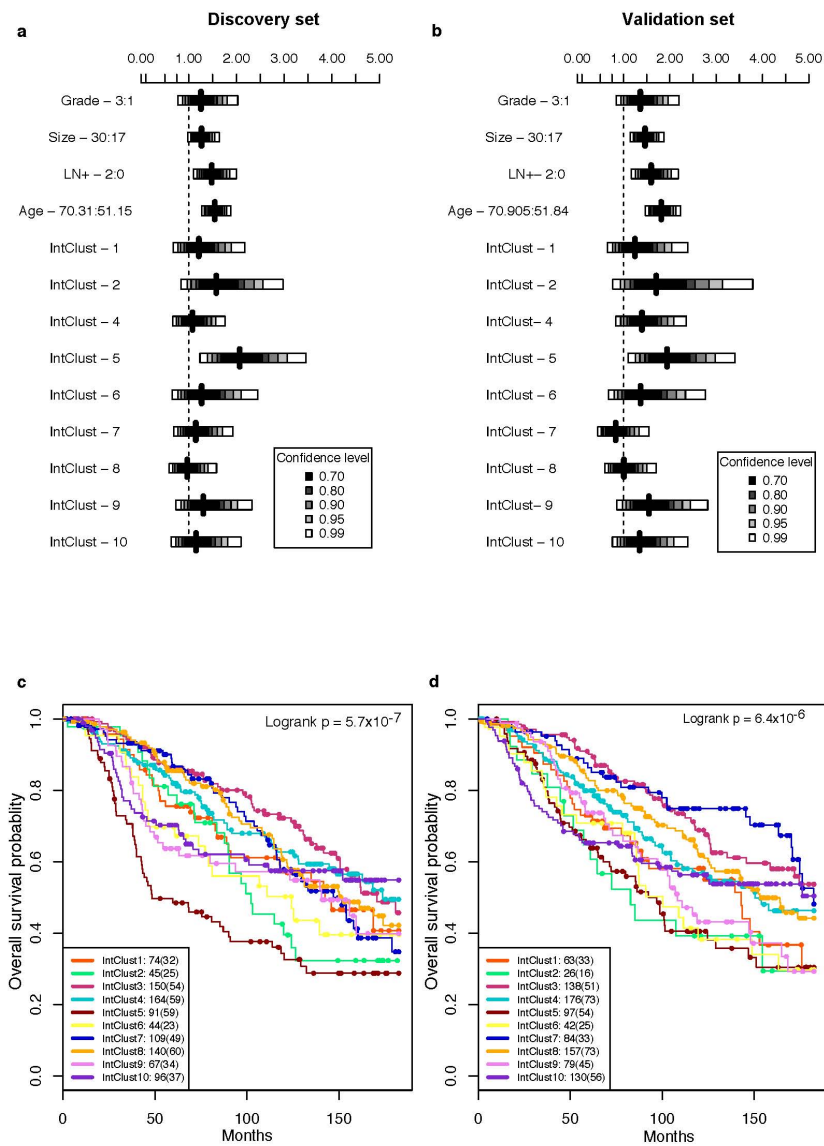 Discovery set
Validation set
a
b
0.00 1.00 2.00 3.00 4.00 5.00
0.00 1.00 2.00 3.00 4.00 5.00
Grade – 3:1
Size – 30:17
LN+ – 2:0
Age – 70.31:51.15
IntClust – 1
IntClust – 2
IntClust – 4
IntClust – 5
IntClust – 6
IntClust – 7
IntClust – 8
IntClust – 9
IntClust – 10
Confidence level
0.70
0.80
0.90
0.95
0.99
Grade – 3:1
Size – 30:17
LN+– 2:0
Age – 70.905:51.84
IntClust – 1
IntClust – 2
IntClust– 4
IntClust – 5
IntClust – 6
IntClust – 7
IntClust – 8
IntClust– 9
IntClust – 10
Confidence level
0.70
0.80
0.90
0.95
0.99
c
Logrank p = 5.7x10-7
Overall survival probablity
1.0
0.8
0.6
0.4
0.2
0.0
IntClust1: 74(32)
IntClust2: 45(25)
IntClust3: 150(54)
IntClust4: 164(59)
IntClust5: 91(59)
IntClust6: 44(23)
IntClust7: 109(49)
IntClust8: 140(60)
IntClust9: 67(34)
IntClust10: 96(37)
0 50 100 150
Months
d
Logrank p = 6.4x10-6
Overall survival probablity
1.0
0.8
0.6
0.4
0.2
0.0
IntClust1: 63(33)
IntClust2: 26(16)
IntClust3: 138(51)
IntClust4: 176(73)
IntClust5: 97(54)
IntClust6: 42(25)
IntClust7: 84(33)
IntClust8: 157(73)
IntClust9: 79(45)
IntClust10: 130(56)
0 50 100 150
Months